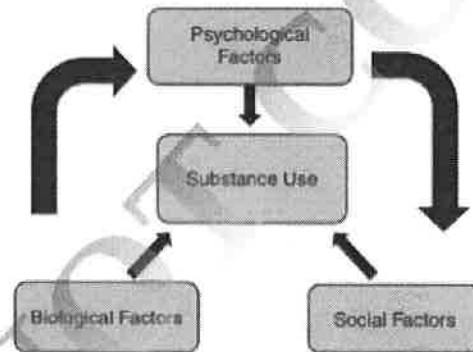 Psychological
Factors
Substance Use
Biological Factors
Social Factors